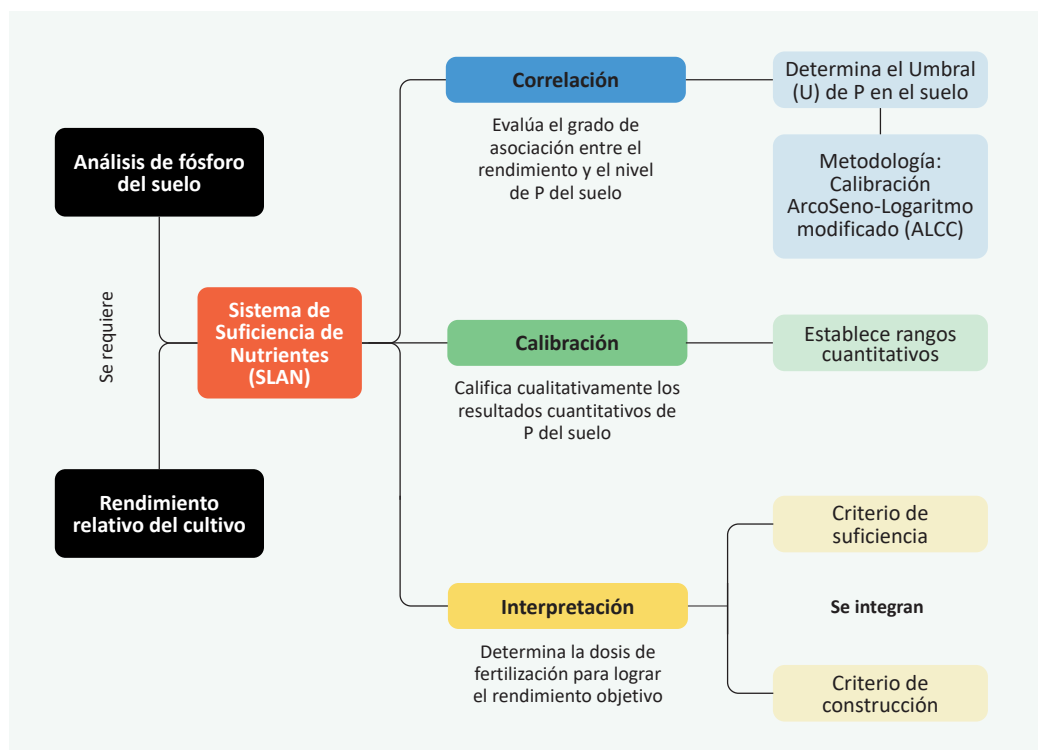 Análisis de fósforo
del suelo
Se requiere
Rendimiento
relativo del cultivo
Sistema de
Suficiencia de
Nutrientes
(SLAN)
Correlación
Evalúa el grado de
asociación entre el
rendimiento y el nivel
de P del suelo
Determina el Umbral
(U) de P en el suelo
Metodología:
Calibración
ArcoSeno-Logaritmo
modificado (ALCC)
Calibración
Califica cualitativamente los
resultados cuantitativos de
P del suelo
Establece rangos
cuantitativos
Interpretación
Determina la dosis de
fertilización para lograr
el rendimiento objetivo
Criterio de
suficiencia
Se integran
Criterio de
construcción